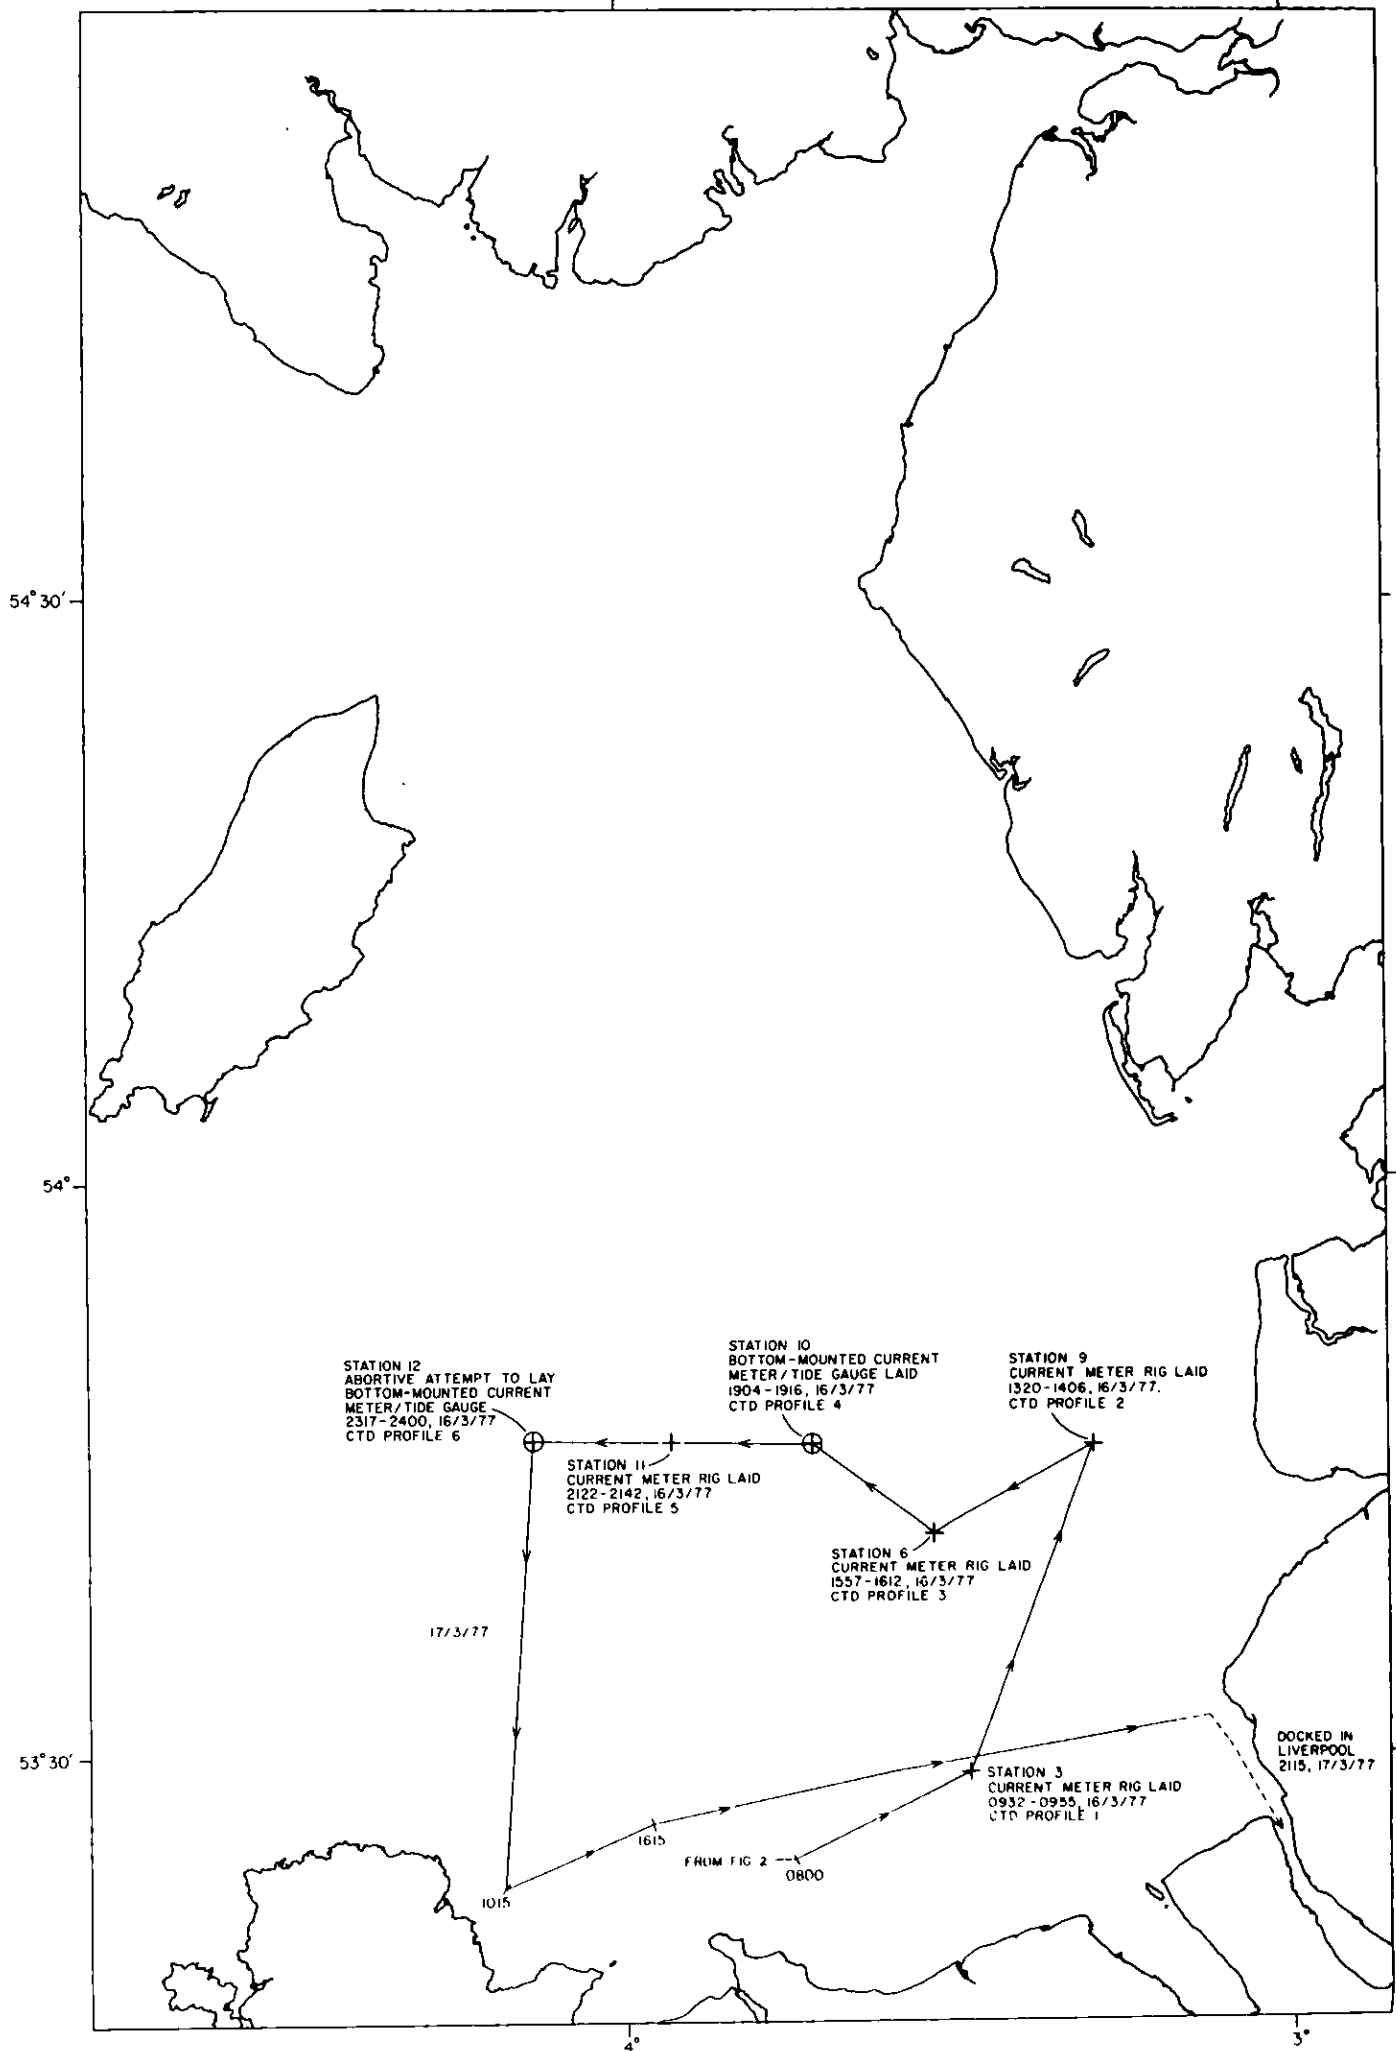 54° 30'
54°
STATION 12
ABORTIVE ATTEMPT TO LAY
BOTTOM-MOUNTED CURRENT
METER/TIDE GAUGE
2317-2400, 16/3/77
CTD PROFILE 6
STATION 10
BOTTOM-MOUNTED CURRENT
METER/TIDE GAUGE LAID
1904-1916, 16/3/77
CTD PROFILE 4
STATION 9
CURRENT METER RIG LAID
1320-1406, 16/3/77.
CTD PROFILE 2
STATION 11
CURRENT METER RIG LAID
2122-2142, 16/3/77
CTD PROFILE 5
STATION 6
CURRENT METER RIG LAID
1557-1612, 16/3/77
CTD PROFILE 3
17/3/77
53° 30'
DOCKED IN
LIVERPOOL
2115, 17/3/77
STATION 3
CURRENT METER RIG LAID
0932-0955, 16/3/77
CTD PROFILE 1
1615
FROM FIG 2
0800
1015
4°
3°